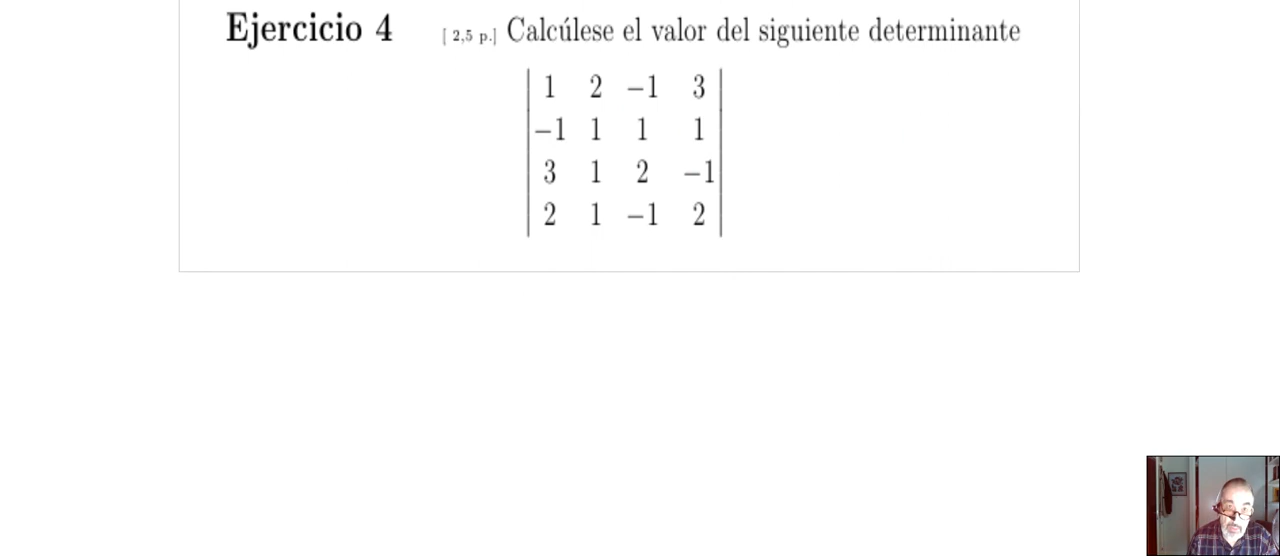 Ejercicio 4 [ 2,5 p.] Calcúlese el valor del siguiente determinante
1 2 −1 3
−1 1 1 1
3 1 2 −1
2 1 −1 2